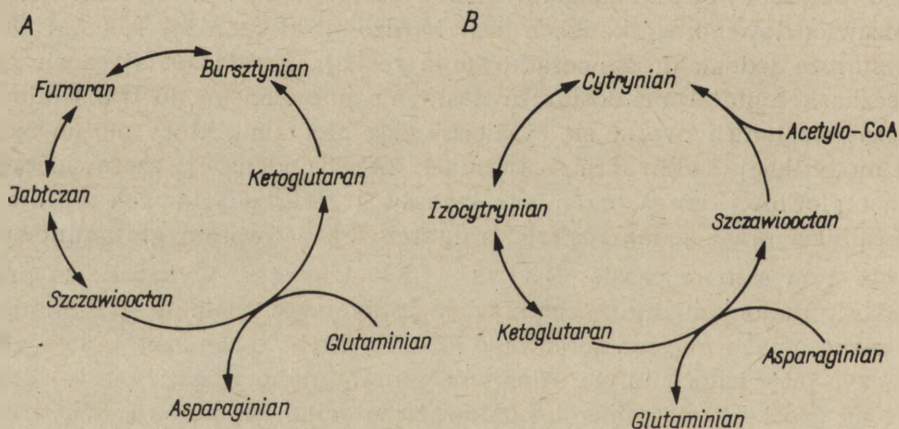 A
B
Bursztynian
Fumaran
Cytrynian
Acetylo-CoA
Ketoglutaran
Jabłczan
Izocytrynian
Szczawiooctan
Szczawiooctan
Ketoglutaran
Glutaminian
Asparaginian
Asparaginian
Glutaminian